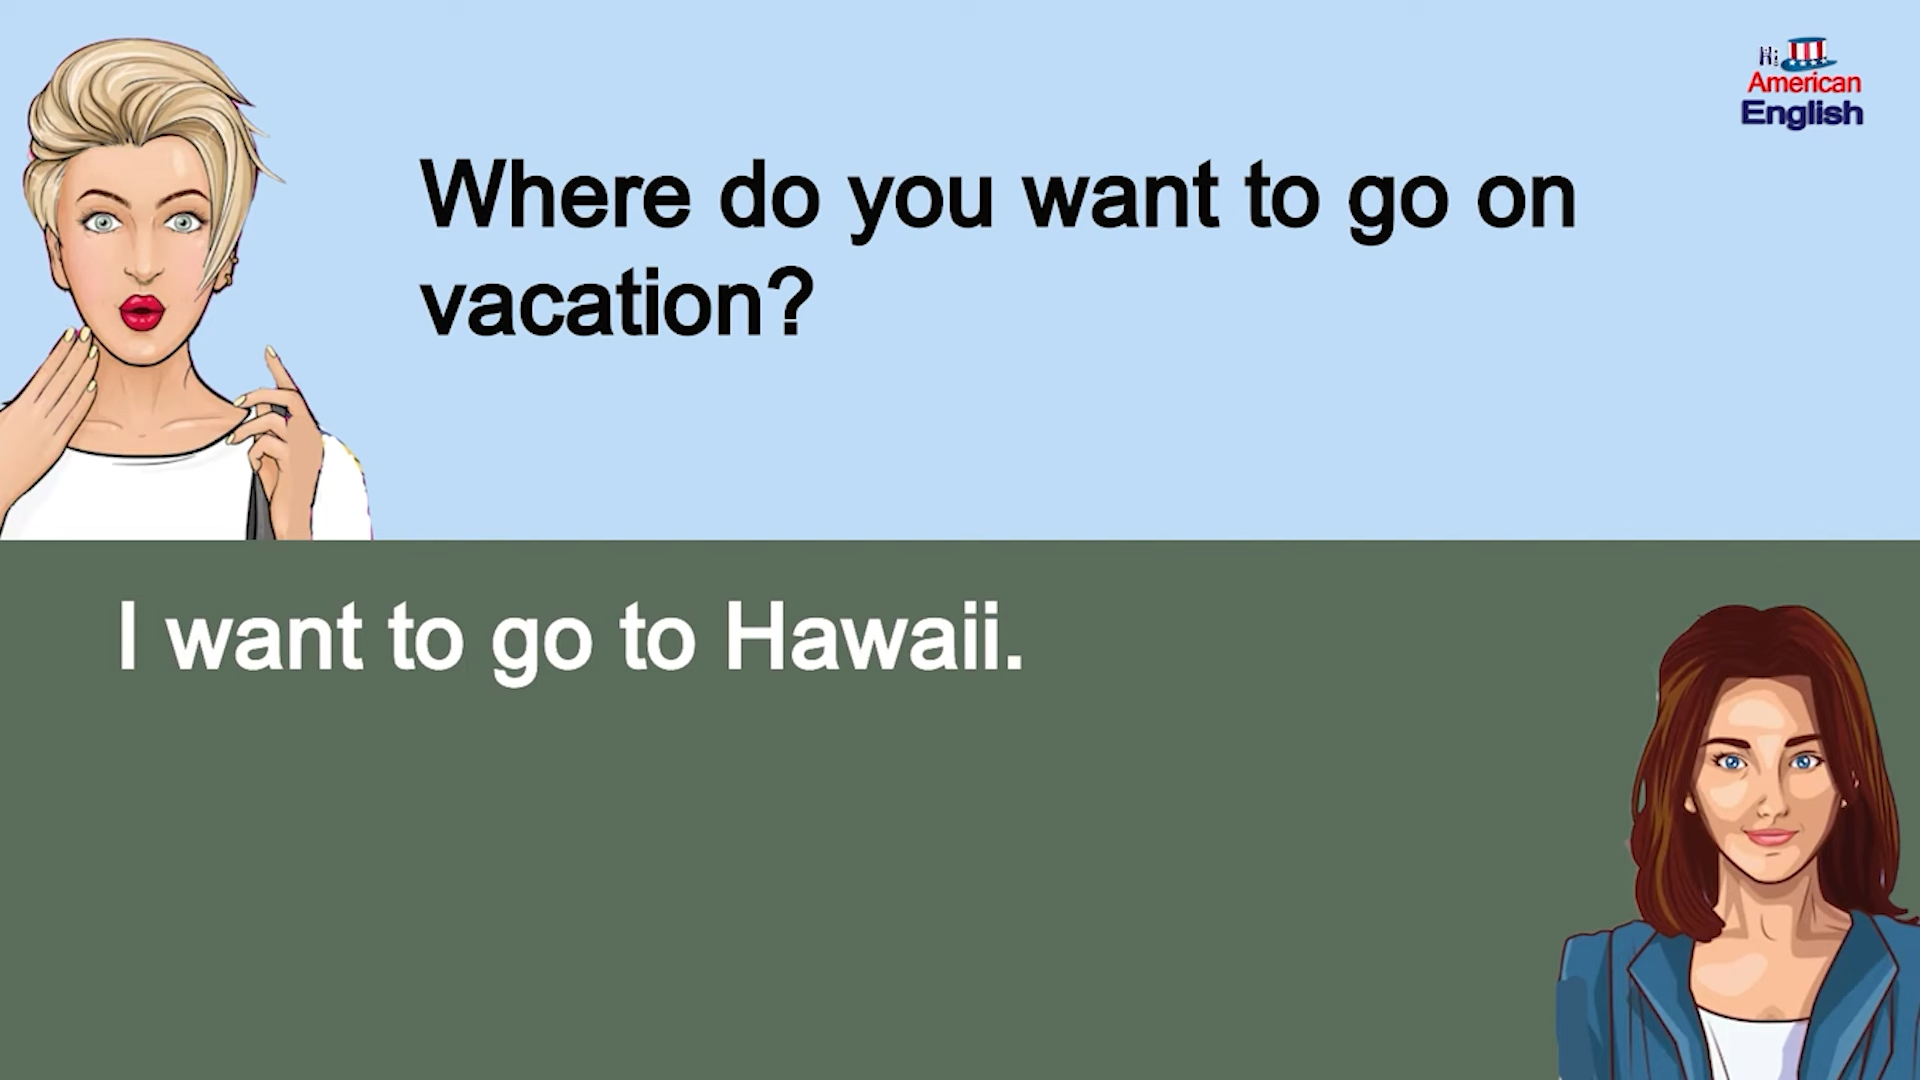 Hi
American
English
Where do you want to go on
vacation?
I want to go to Hawaii.